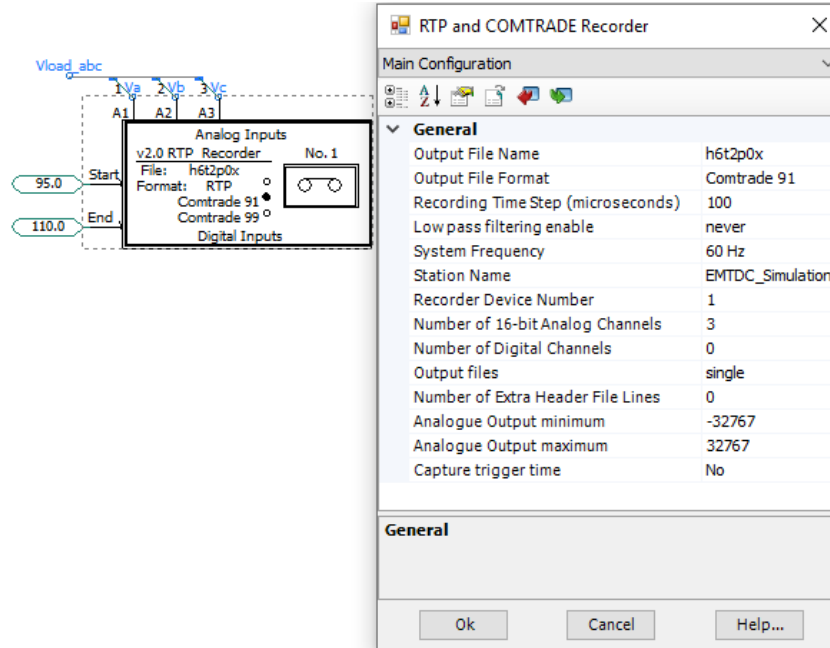 Vload_abc
1 Va 2 Vb 3 Vc
A1 A2 A3
Analog Inputs
v2.0 RTP Recorder No. 1
File: h6t2p0x
Format: RTP
Comtrade 91
Comtrade 99
Digital Inputs
95.0 Start
110.0 End
RTP and COMTRADE Recorder
Main Configuration
General
Output File Name h6t2p0x
Output File Format Comtrade 91
Recording Time Step (microseconds) 100
Low pass filtering enable never
System Frequency 60 Hz
Station Name EMTDC_Simulation
Recorder Device Number 1
Number of 16-bit Analog Channels 3
Number of Digital Channels 0
Output files single
Number of Extra Header File Lines 0
Analogue Output minimum -32767
Analogue Output maximum 32767
Capture trigger time No
General
Ok Cancel Help...